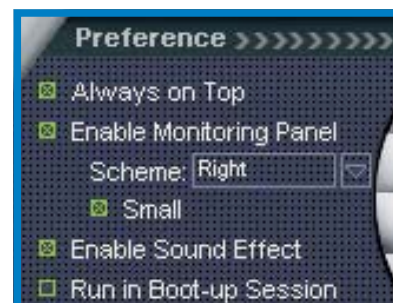 Preference >>>>>>>>>
Always on Top
Enable Monitoring Panel
Scheme: Right
Small
Enable Sound Effect
Run in Boot-up Session